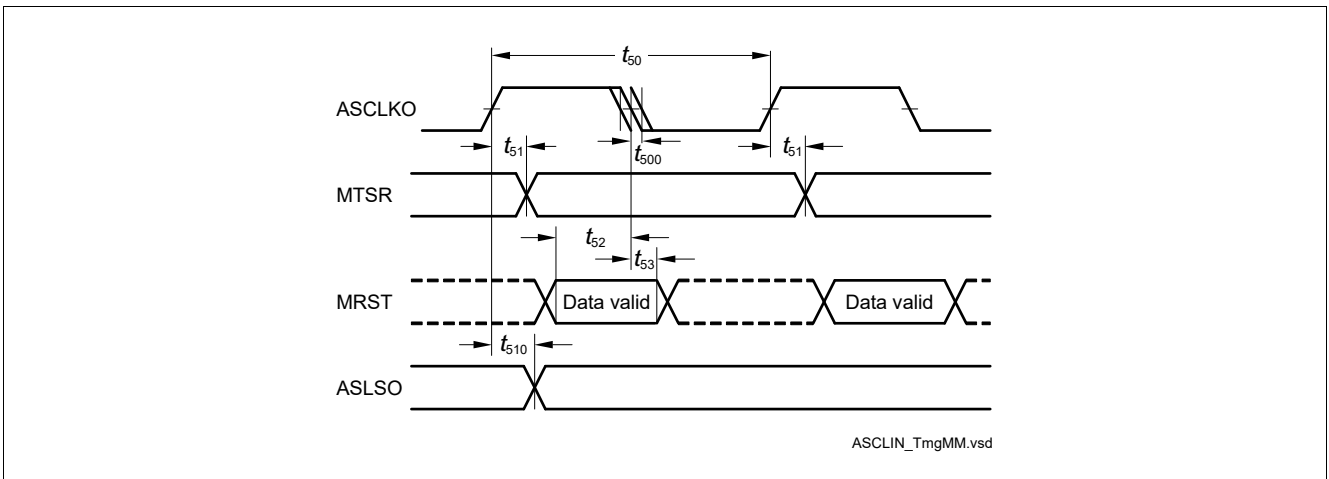 t50
ASCLKO
t51
t500
t51
MTSR
t52
t53
MRST
Data valid
Data valid
t510
ASLSO
ASCLIN_TmgMM.vsd